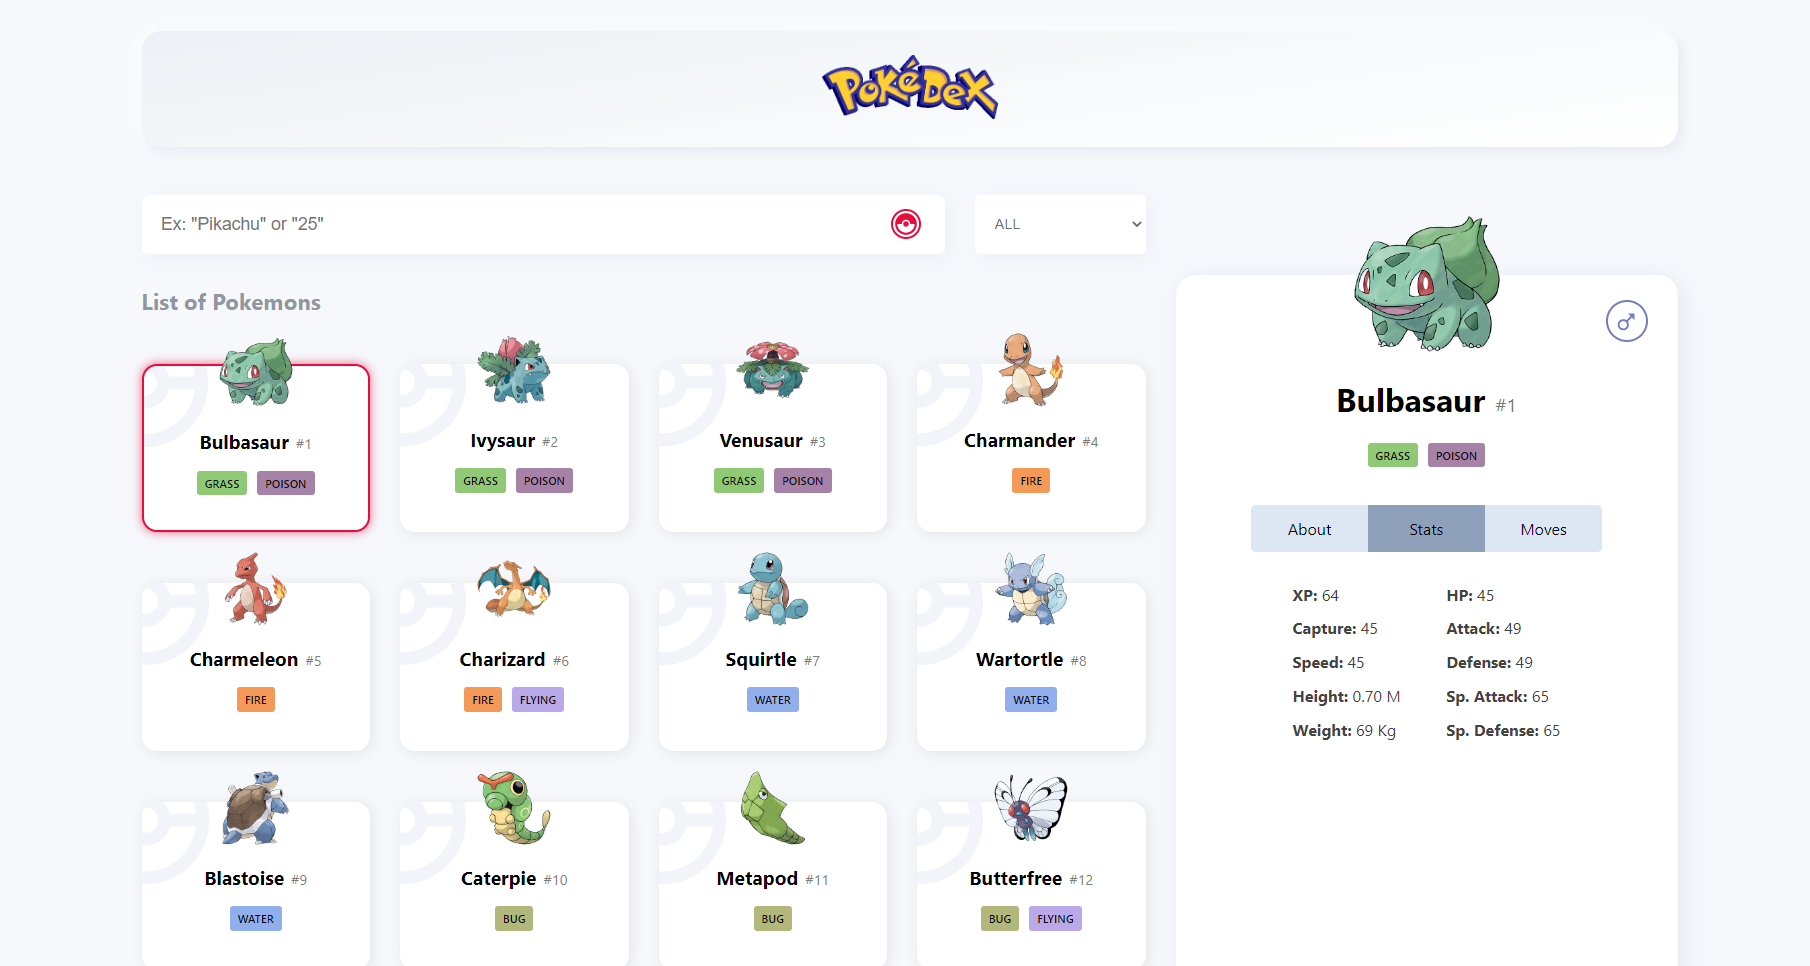 PokéDex
Ex: "Pikachu" or "25"
ALL
List of Pokemons
Bulbasaur #1
GRASS POISON
Ivysaur #2
GRASS POISON
Venusaur #3
GRASS POISON
Charmander #4
FIRE
Charmeleon #5
FIRE
Charizard #6
FIRE FLYING
Squirtle #7
WATER
Wartortle #8
WATER
Blastoise #9
WATER
Caterpie #10
BUG
Metapod #11
BUG
Butterfree #12
BUG FLYING
Bulbasaur #1
GRASS POISON
About Stats Moves
XP: 64
Capture: 45
Speed: 45
Height: 0.70 M
Weight: 69 Kg
HP: 45
Attack: 49
Defense: 49
Sp. Attack: 65
Sp. Defense: 65